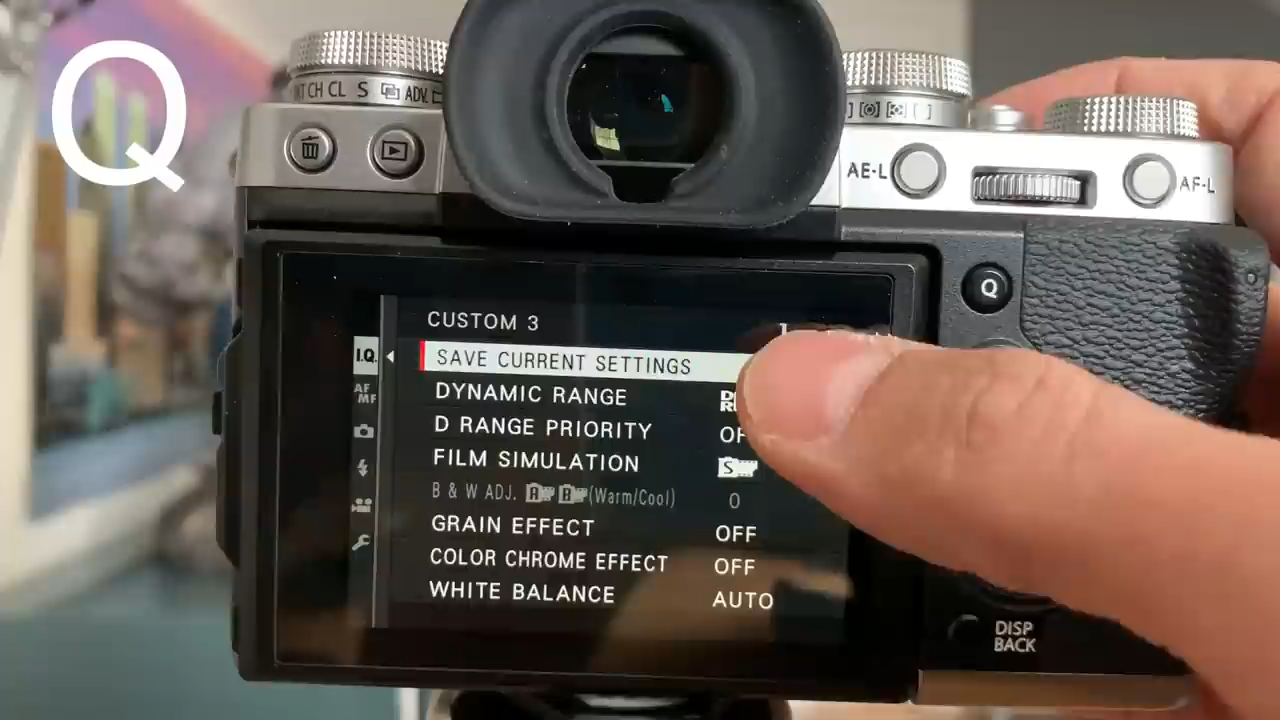 Q
CH CL S ADV.
AE-L
AF-L
Q
CUSTOM 3
I.Q.
SAVE CURRENT SETTINGS
AF
MF
DYNAMIC RANGE
D RANGE PRIORITY
FILM SIMULATION S
B & W ADJ. (Warm/Cool) 0
GRAIN EFFECT OFF
COLOR CHROME EFFECT OFF
WHITE BALANCE AUTO
DISP
BACK